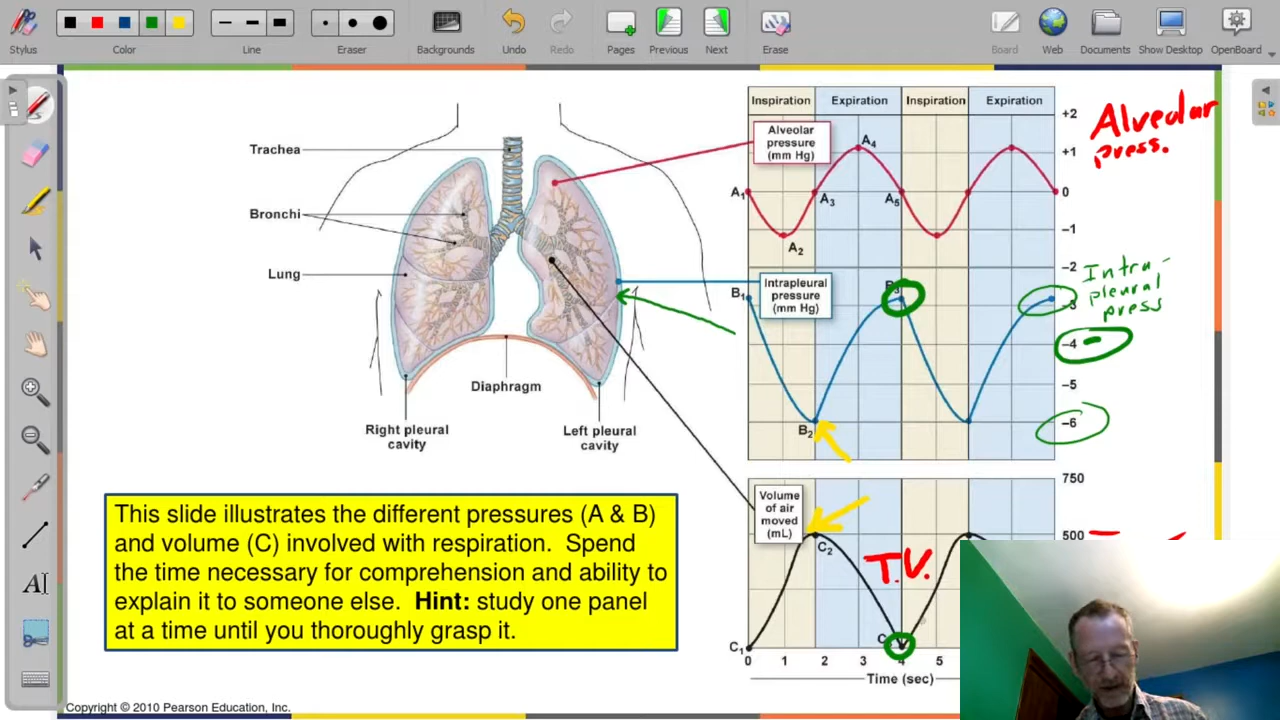 Stylus
Color
Line
Eraser
Backgrounds
Undo
Redo
Pages
Previous
Next
Erase
Board
Web
Documents
Show Desktop
OpenBoard
Trachea
Bronchi
Lung
Diaphragm
Right pleural
cavity
Left pleural
cavity
Inspiration
Expiration
Inspiration
Expiration
Alveolar
pressure
(mm Hg)
A1
A2
A3
A4
A5
+2
+1
0
−1
−2
−3
−4
−5
−6
Alveolar
press.
Intrapleural
pressure
(mm Hg)
B1
B2
B3
Intra-
pleural
press
Volume
of air
moved
(mL)
C1
C2
T.V.
750
500
0 1 2 3 4 5
Time (sec)
This slide illustrates the different pressures (A & B)
and volume (C) involved with respiration. Spend
the time necessary for comprehension and ability to
explain it to someone else. Hint: study one panel
at a time until you thoroughly grasp it.
Copyright © 2010 Pearson Education, Inc.